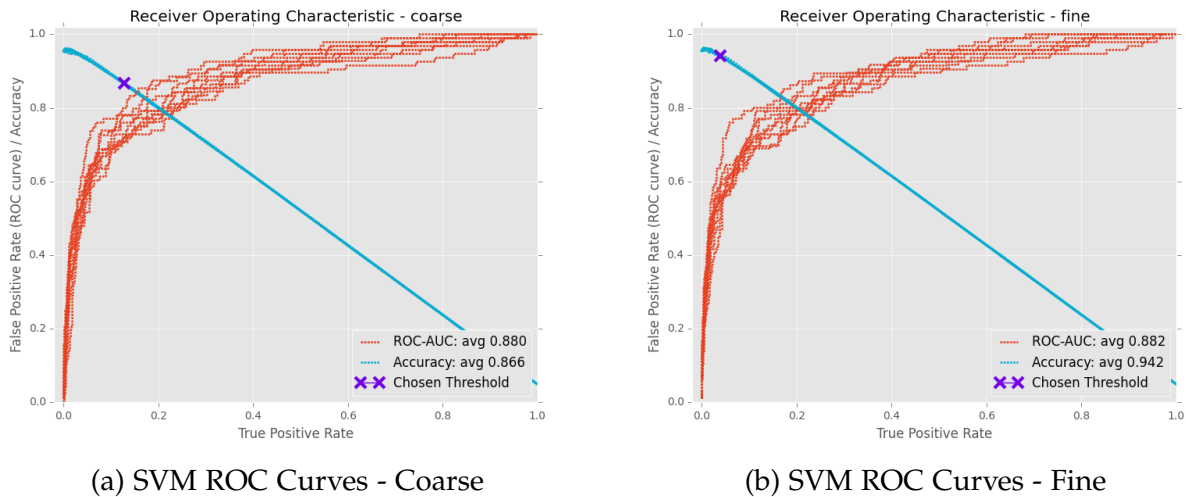 Receiver Operating Characteristic - coarse
False Positive Rate (ROC curve) / Accuracy
1.0
0.8
0.6
0.4
0.2
0.0
ROC-AUC: avg 0.880
Accuracy: avg 0.866
Chosen Threshold
0.0 0.2 0.4 0.6 0.8 1.0
True Positive Rate
(a) SVM ROC Curves - Coarse
Receiver Operating Characteristic - fine
False Positive Rate (ROC curve) / Accuracy
1.0
0.8
0.6
0.4
0.2
0.0
ROC-AUC: avg 0.882
Accuracy: avg 0.942
Chosen Threshold
0.0 0.2 0.4 0.6 0.8 1.0
True Positive Rate
(b) SVM ROC Curves - Fine